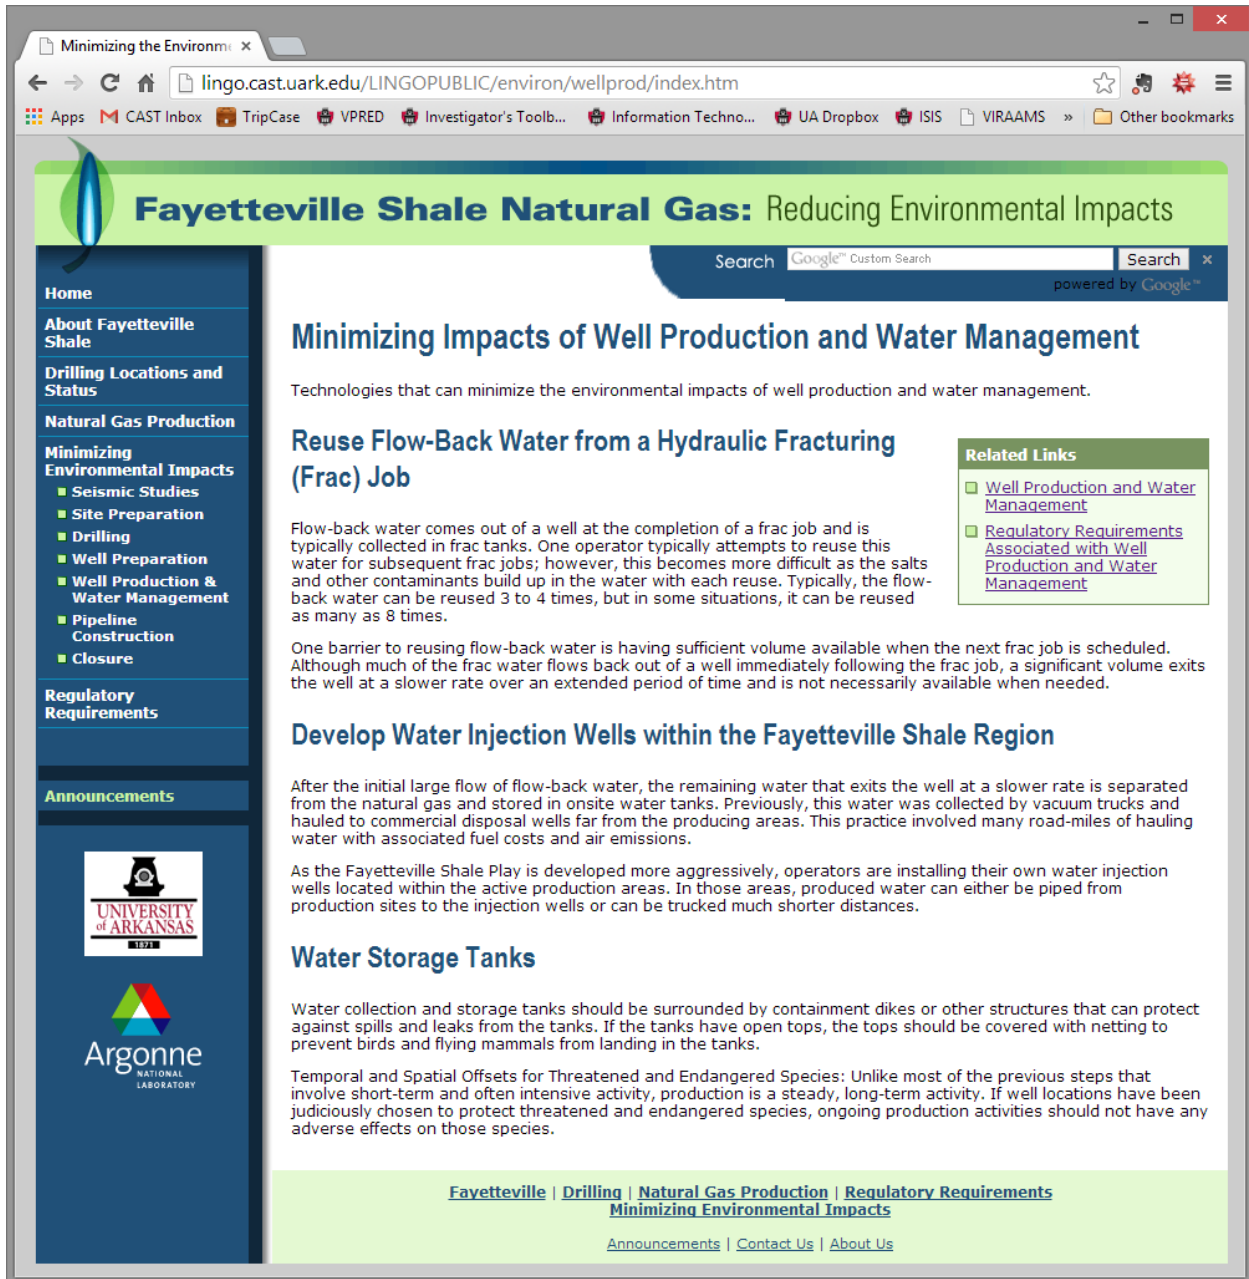 Minimizing the Environme
lingo.cast.uark.edu/LINGOPUBLIC/environ/wellprod/index.htm
Apps CAST Inbox TripCase VPRED Investigator's Toolb... Information Techno... UA Dropbox ISIS VIRAAMS » Other bookmarks
Fayetteville Shale Natural Gas: Reducing Environmental Impacts
Search Google™ Custom Search Search ×
powered by Google™
Home
About Fayetteville
Shale
Drilling Locations and
Status
Natural Gas Production
Minimizing
Environmental Impacts
Seismic Studies
Site Preparation
Drilling
Well Preparation
Well Production &
Water Management
Pipeline
Construction
Closure
Regulatory
Requirements
Announcements
UNIVERSITY
of ARKANSAS
1871
Argonne
NATIONAL
LABORATORY
Minimizing Impacts of Well Production and Water Management
Technologies that can minimize the environmental impacts of well production and water management.
Reuse Flow-Back Water from a Hydraulic Fracturing
(Frac) Job
Flow-back water comes out of a well at the completion of a frac job and is
typically collected in frac tanks. One operator typically attempts to reuse this
water for subsequent frac jobs; however, this becomes more difficult as the salts
and other contaminants build up in the water with each reuse. Typically, the flow-
back water can be reused 3 to 4 times, but in some situations, it can be reused
as many as 8 times.
Related Links
Well Production and Water
Management
Regulatory Requirements
Associated with Well
Production and Water
Management
One barrier to reusing flow-back water is having sufficient volume available when the next frac job is scheduled.
Although much of the frac water flows back out of a well immediately following the frac job, a significant volume exits
the well at a slower rate over an extended period of time and is not necessarily available when needed.
Develop Water Injection Wells within the Fayetteville Shale Region
After the initial large flow of flow-back water, the remaining water that exits the well at a slower rate is separated
from the natural gas and stored in onsite water tanks. Previously, this water was collected by vacuum trucks and
hauled to commercial disposal wells far from the producing areas. This practice involved many road-miles of hauling
water with associated fuel costs and air emissions.
As the Fayetteville Shale Play is developed more aggressively, operators are installing their own water injection
wells located within the active production areas. In those areas, produced water can either be piped from
production sites to the injection wells or can be trucked much shorter distances.
Water Storage Tanks
Water collection and storage tanks should be surrounded by containment dikes or other structures that can protect
against spills and leaks from the tanks. If the tanks have open tops, the tops should be covered with netting to
prevent birds and flying mammals from landing in the tanks.
Temporal and Spatial Offsets for Threatened and Endangered Species: Unlike most of the previous steps that
involve short-term and often intensive activity, production is a steady, long-term activity. If well locations have been
judiciously chosen to protect threatened and endangered species, ongoing production activities should not have any
adverse effects on those species.
Fayetteville | Drilling | Natural Gas Production | Regulatory Requirements
Minimizing Environmental Impacts
Announcements | Contact Us | About Us